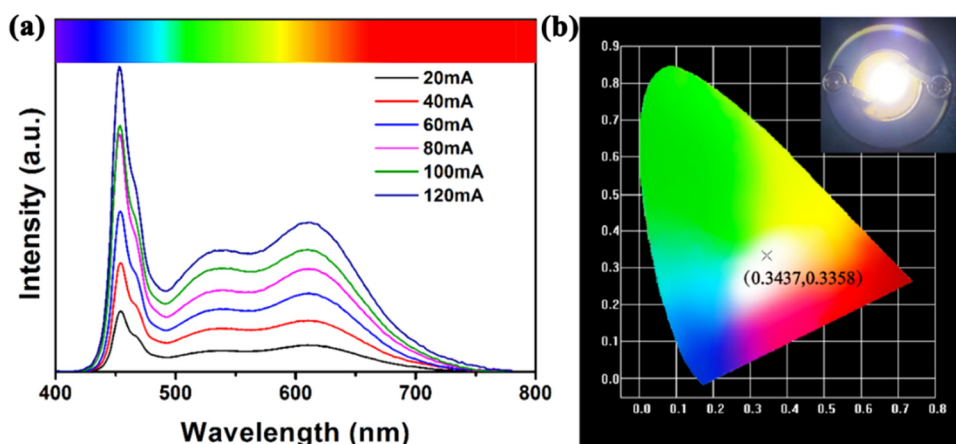 (a)
20mA
40mA
60mA
80mA
100mA
120mA
Intensity (a.u.)
400 500 600 700 800
Wavelength (nm)
(b)
0.9
0.8
0.7
0.6
0.5
0.4
0.3
0.2
0.1
0.0
(0.3437,0.3358)
0.0 0.1 0.2 0.3 0.4 0.5 0.6 0.7 0.8